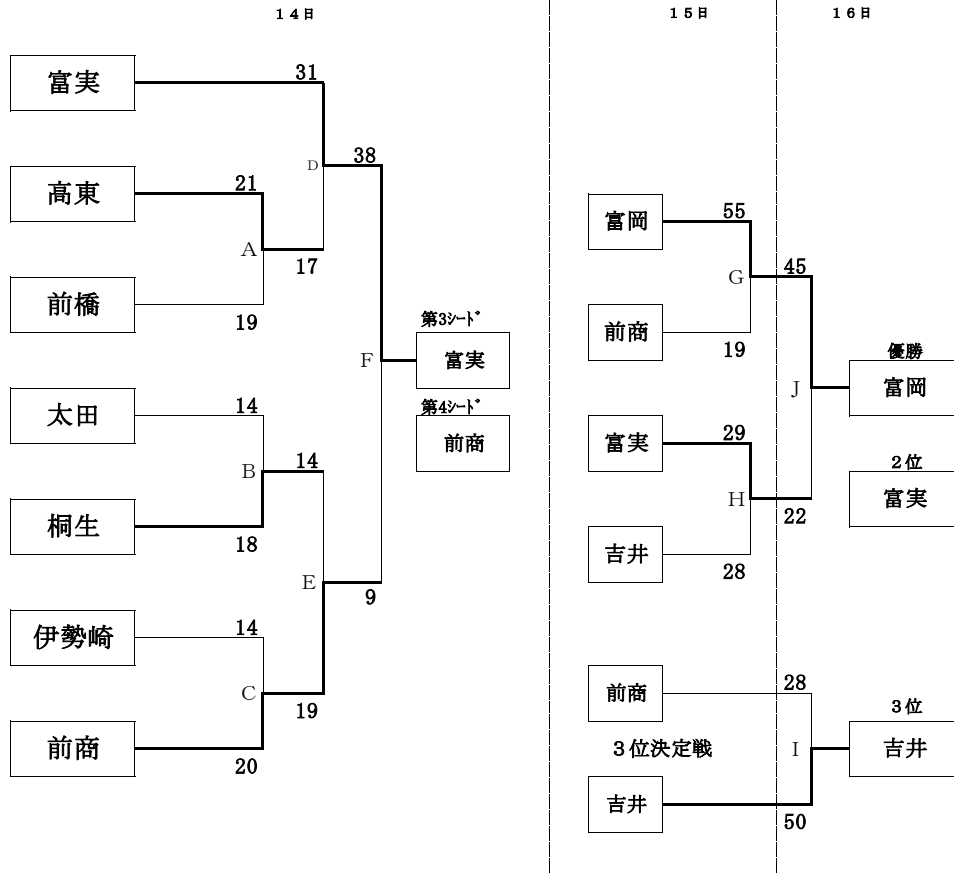 １４日
１５日
１６日
富実
31
D
38
高東
21
A
17
前橋
19
太田
14
B
14
桐生
18
E
9
伊勢崎
14
C
19
前商
20
F
第3ｼｰﾄﾞ
富実
第4ｼｰﾄﾞ
前商
富岡
55
G
45
前商
19
J
富実
29
H
22
吉井
28
優勝
富岡
２位
富実
前商
28
３位決定戦
I
吉井
50
３位
吉井